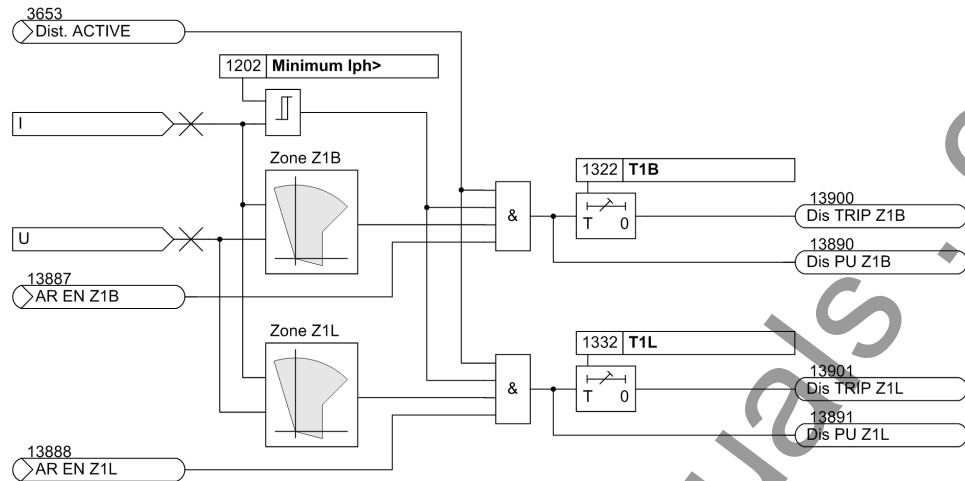 3653
Dist. ACTIVE
1202 Minimum Iph>
I
Zone Z1B
1322 T1B
T 0
13900
Dis TRIP Z1B
&
U
13890
Dis PU Z1B
13887
AR EN Z1B
Zone Z1L
1332 T1L
T 0
13901
Dis TRIP Z1L
&
13891
Dis PU Z1L
13888
AR EN Z1L